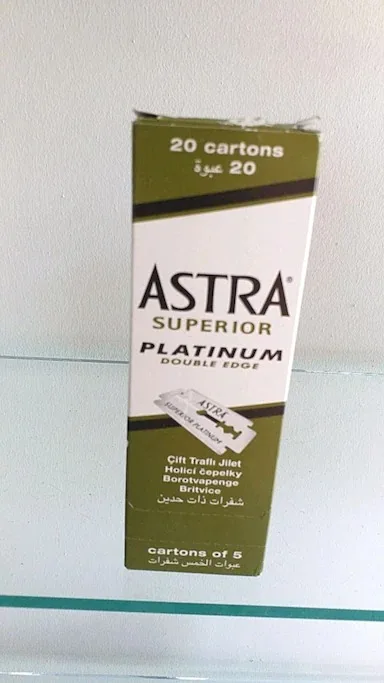 20 cartons
20 عبوة
ASTRA®
SUPERIOR
PLATINUM
DOUBLE EDGE
ASTRA
SUPERIOR PLATINUM
Çift Traflı Jilet
Holicí čepelky
Borotvapenge
Britvice
شفرات ذات حدين
cartons of 5
عبوات الخمس شفرات